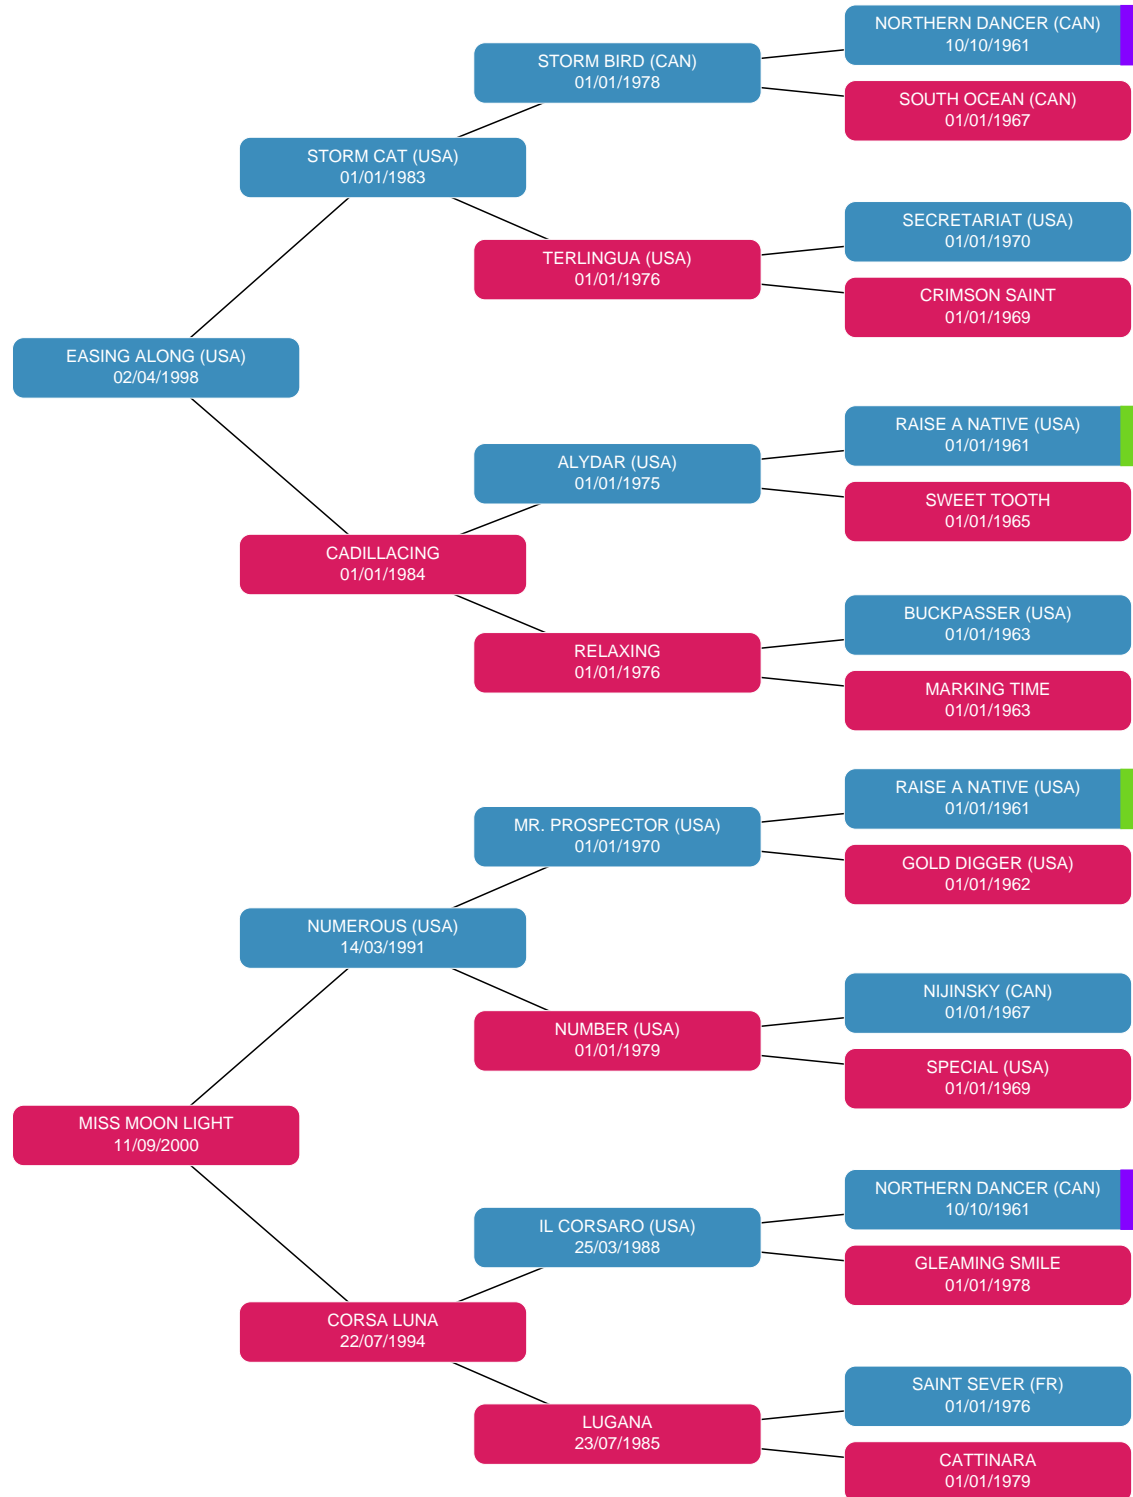 NORTHERN DANCER (CAN)
10/10/1961
STORM BIRD (CAN)
01/01/1978
SOUTH OCEAN (CAN)
01/01/1967
STORM CAT (USA)
01/01/1983
SECRETARIAT (USA)
01/01/1970
TERLINGUA (USA)
01/01/1976
CRIMSON SAINT
01/01/1969
EASING ALONG (USA)
02/04/1998
RAISE A NATIVE (USA)
01/01/1961
ALYDAR (USA)
01/01/1975
SWEET TOOTH
01/01/1965
CADILLACING
01/01/1984
BUCKPASSER (USA)
01/01/1963
RELAXING
01/01/1976
MARKING TIME
01/01/1963
RAISE A NATIVE (USA)
01/01/1961
MR. PROSPECTOR (USA)
01/01/1970
GOLD DIGGER (USA)
01/01/1962
NUMEROUS (USA)
14/03/1991
NIJINSKY (CAN)
01/01/1967
NUMBER (USA)
01/01/1979
SPECIAL (USA)
01/01/1969
MISS MOON LIGHT
11/09/2000
NORTHERN DANCER (CAN)
10/10/1961
IL CORSARO (USA)
25/03/1988
GLEAMING SMILE
01/01/1978
CORSA LUNA
22/07/1994
SAINT SEVER (FR)
01/01/1976
LUGANA
23/07/1985
CATTINARA
01/01/1979